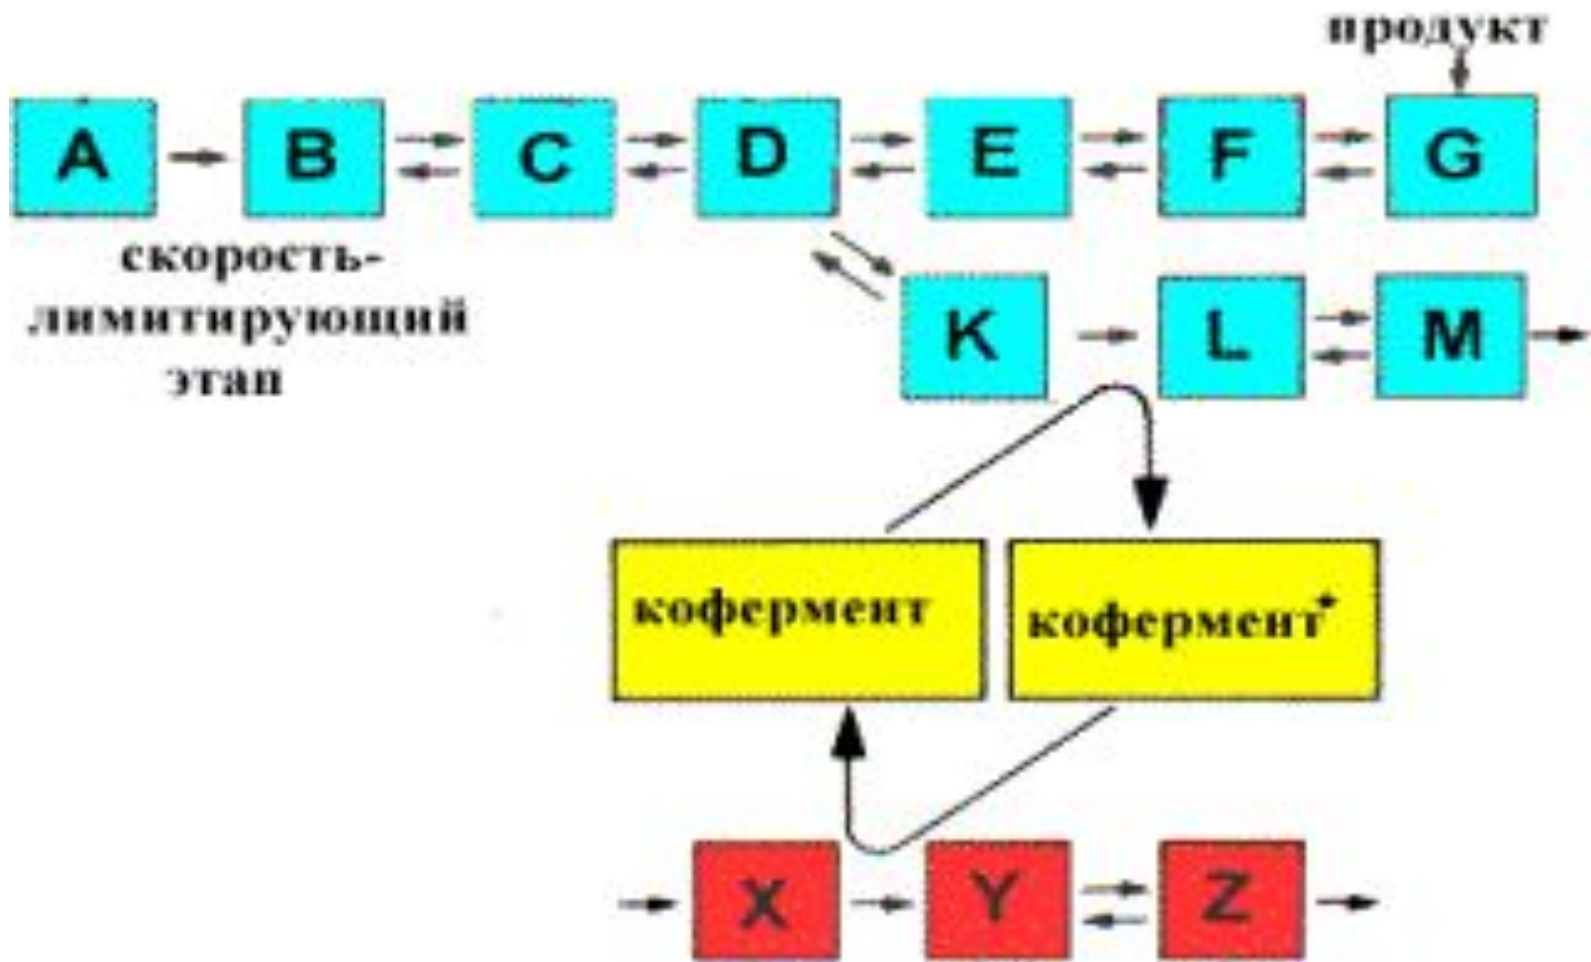 продукт
A B C D E F G
скорость-
лимитирующий
этап
K L M
кофермент кофермент*
X Y Z